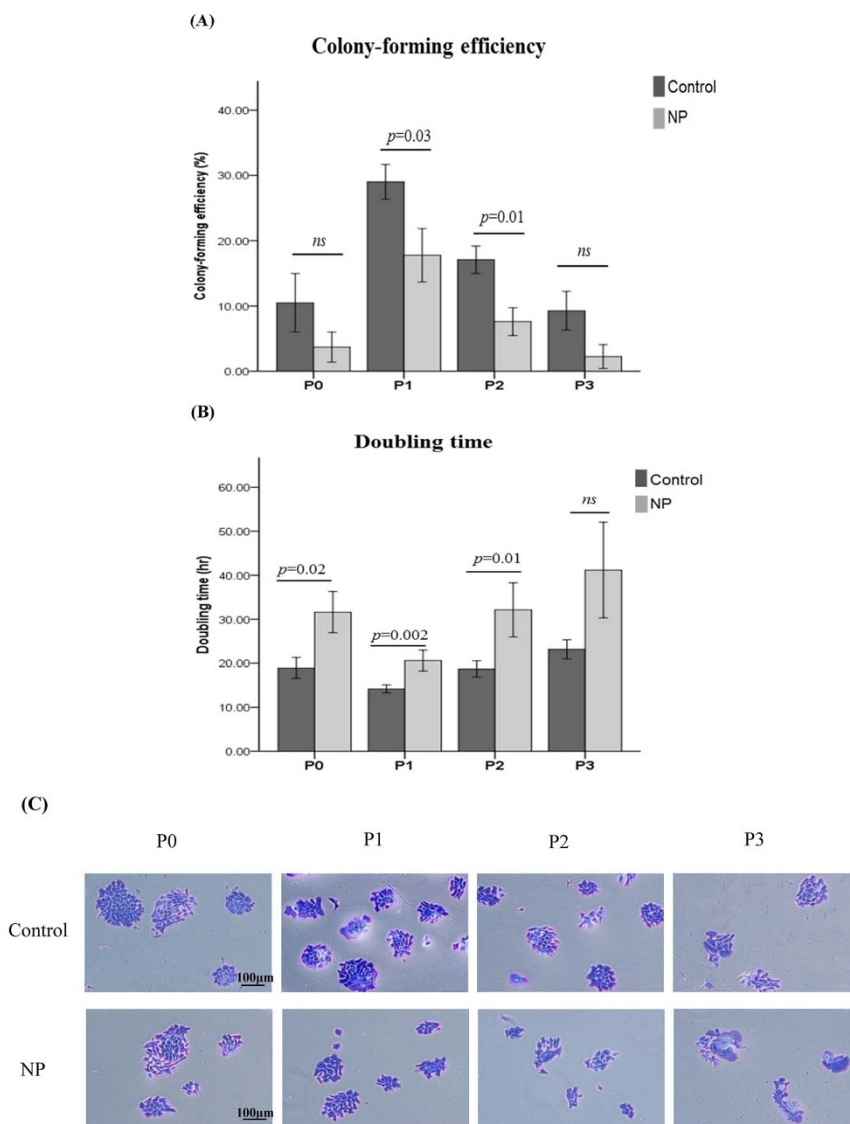 (A)
Colony-forming efficiency
Control
NP
Colony-forming efficiency (%)
40.00
30.00
20.00
10.00
0.00
ns
p=0.03
p=0.01
ns
P0 P1 P2 P3
(B)
Doubling time
Control
NP
Doubling time (hr)
60.00
50.00
40.00
30.00
20.00
10.00
0.00
p=0.02
p=0.002
p=0.01
ns
P0 P1 P2 P3
(C)
P0 P1 P2 P3
Control
100μm
NP
100μm